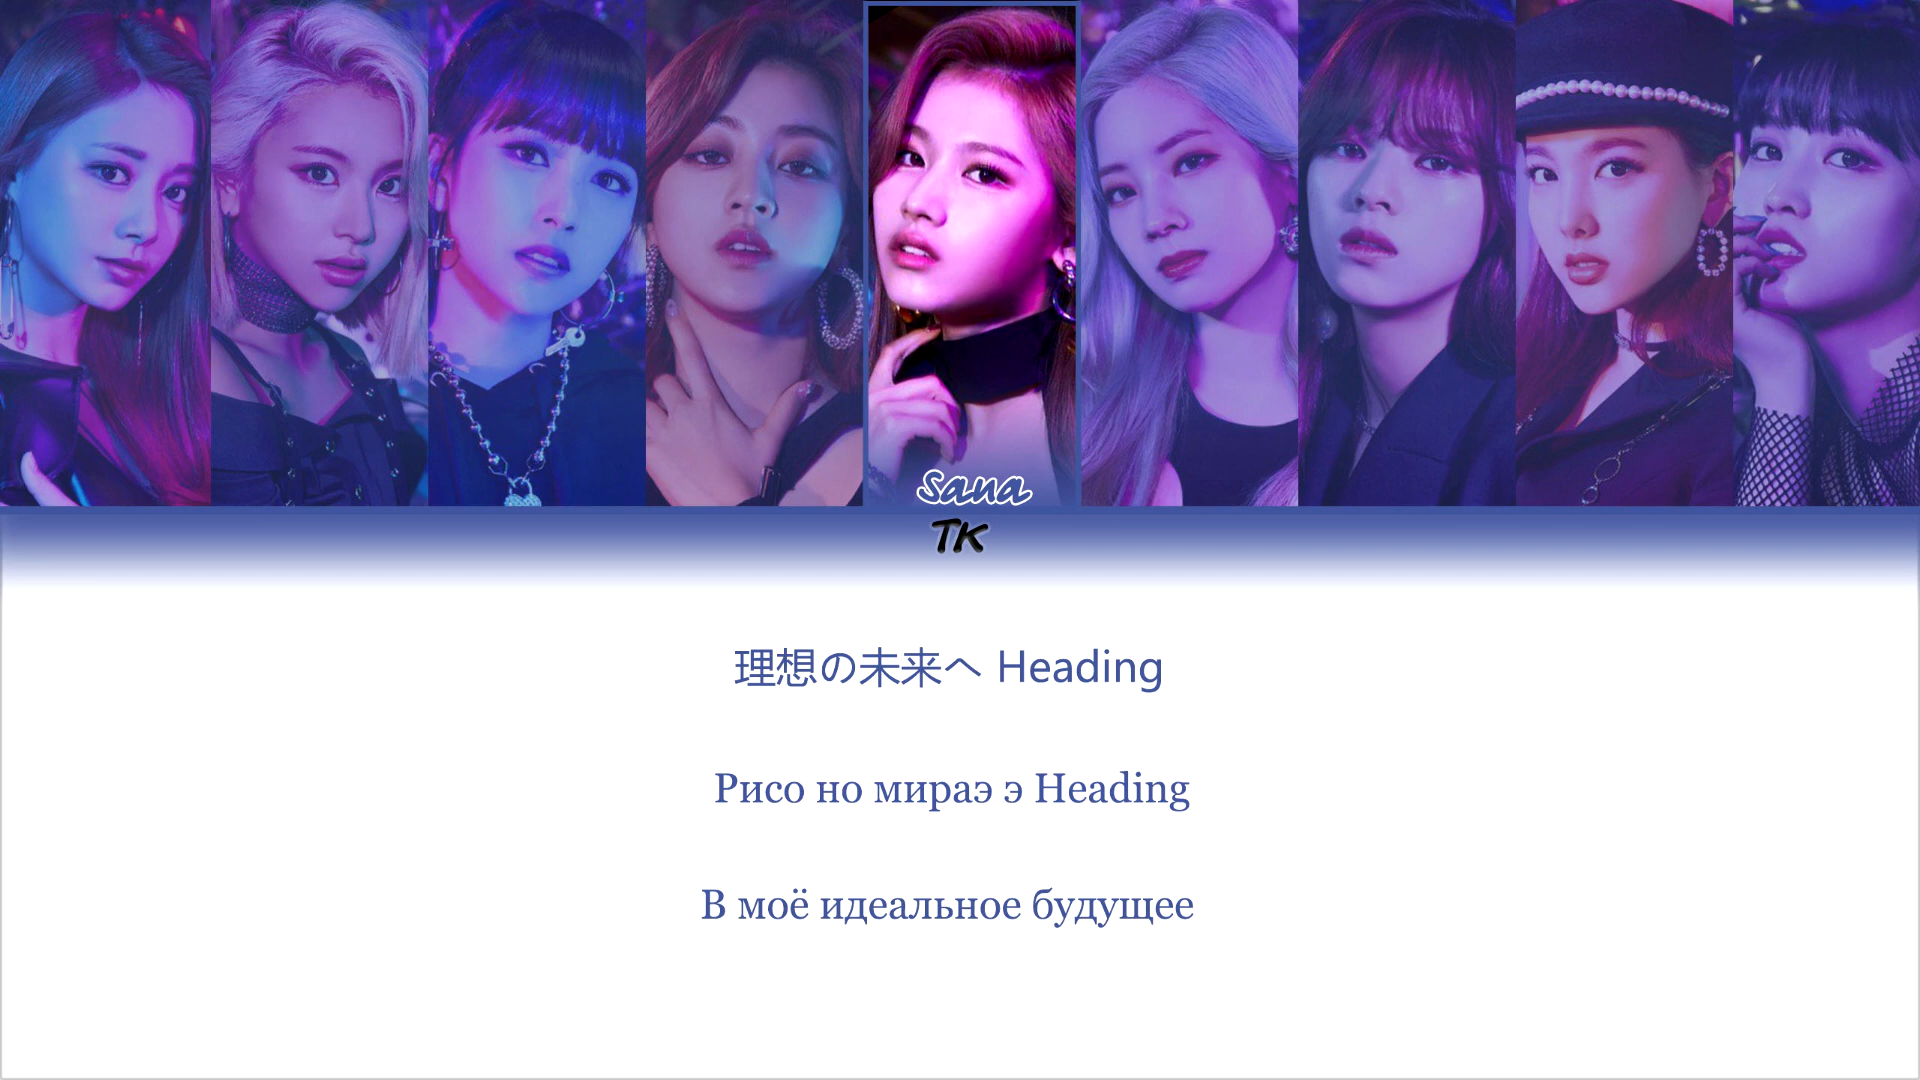 Sana
TK
理想の未来へ Heading
Рисо но мираэ э Heading
В моё идеальное будущее